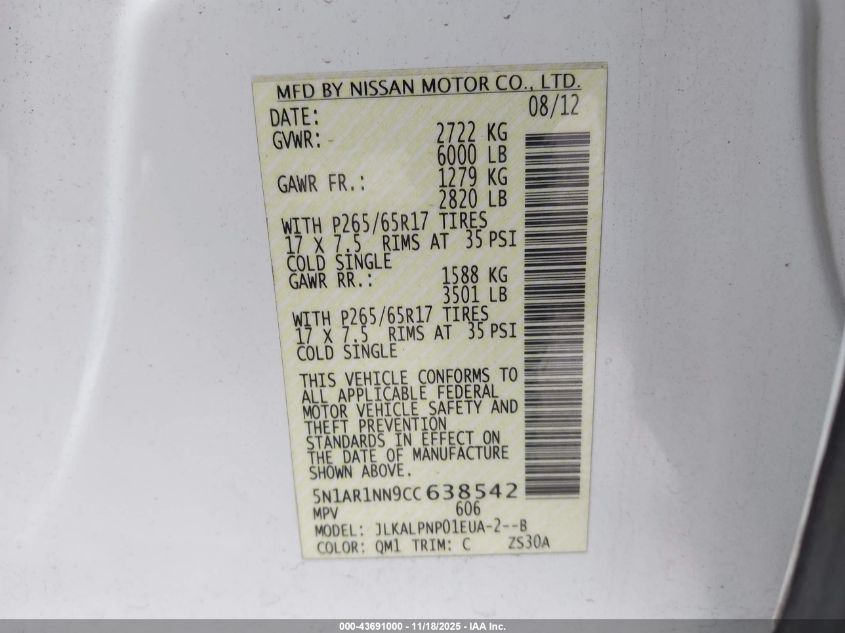 MFD BY NISSAN MOTOR CO., LTD.
DATE: 08/12
GVWR: 2722 KG
6000 LB
GAWR FR.: 1279 KG
2820 LB
WITH P265/65R17 TIRES
17 X 7.5 RIMS AT 35 PSI
COLD SINGLE
GAWR RR.: 1588 KG
3501 LB
WITH P265/65R17 TIRES
17 X 7.5 RIMS AT 35 PSI
COLD SINGLE
THIS VEHICLE CONFORMS TO
ALL APPLICABLE FEDERAL
MOTOR VEHICLE SAFETY AND
THEFT PREVENTION
STANDARDS IN EFFECT ON
THE DATE OF MANUFACTURE
SHOWN ABOVE.
5N1AR1NN9CC638542
MPV 606
MODEL: JLKALPNP01EUA-2--B
COLOR: QM1 TRIM: C ZS30A
000-43691000 - 11/18/2025 - IAA Inc.